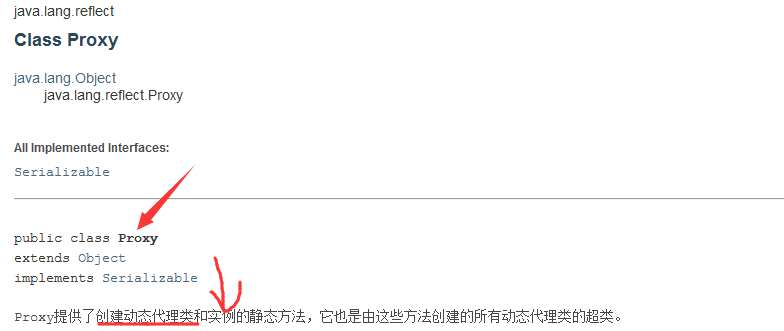 java.lang.reflect
Class Proxy
java.lang.Object
java.lang.reflect.Proxy
All Implemented Interfaces:
Serializable
public class Proxy
extends Object
implements Serializable
Proxy提供了创建动态代理类和实例的静态方法，它也是由这些方法创建的所有动态代理类的超类。